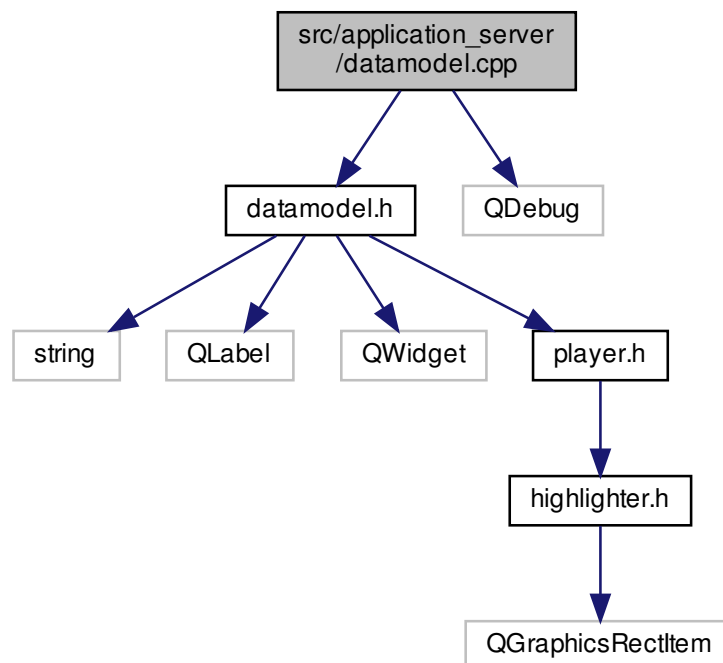 src/application_server
/datamodel.cpp
datamodel.h
QDebug
string
QLabel
QWidget
player.h
highlighter.h
QGraphicsRectItem